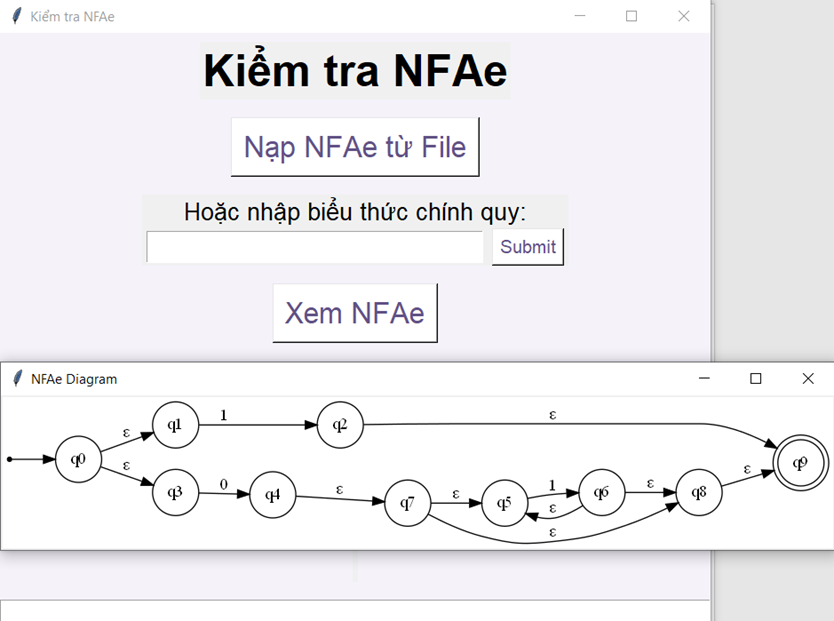 Kiểm tra NFAe
Kiểm tra NFAe
Nạp NFAe từ File
Hoặc nhập biểu thức chính quy:
Submit
Xem NFAe
NFAe Diagram
q0
ε
q1
1
q2
ε
q9
ε
q3
0
q4
ε
q7
ε
q5
1
ε
q6
ε
q8
ε
ε